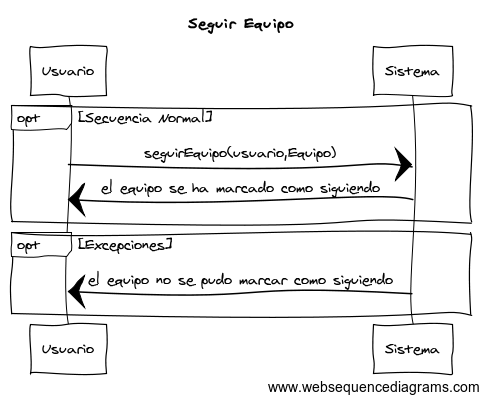 Seguir Equipo
Usuario
Sistema
opt
[Secuencia Normal]
seguirEquipo(usuario,Equipo)
el equipo se ha marcado como siguiendo
opt
[Excepciones]
el equipo no se pudo marcar como siguiendo
Usuario
Sistema
www.websequencediagrams.com